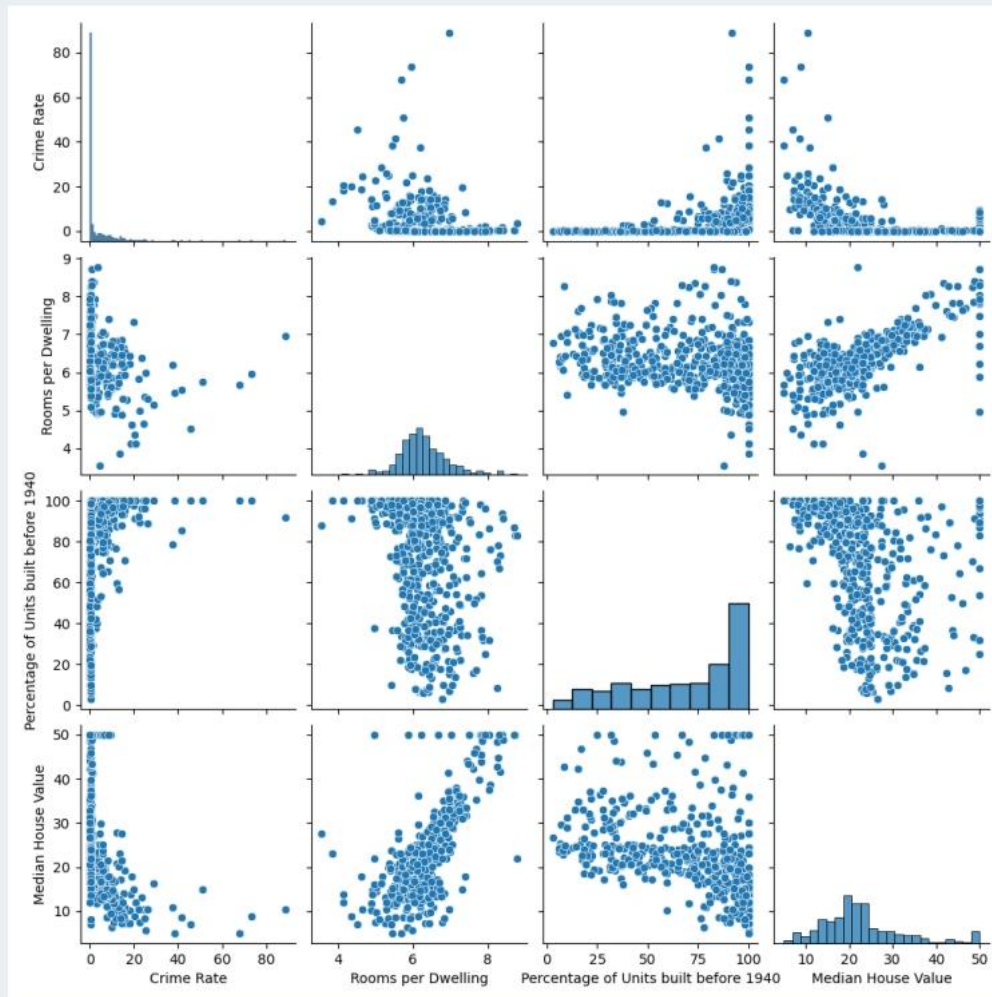 80
60
40
20
0
Crime Rate
9
8
7
6
5
4
Rooms per Dwelling
100
80
60
40
20
0
Percentage of Units built before 1940
50
40
30
20
10
Median House Value
0 20 40 60 80
4 6 8
0 25 50 75 100
10 20 30 40 50
Crime Rate
Rooms per Dwelling
Percentage of Units built before 1940
Median House Value